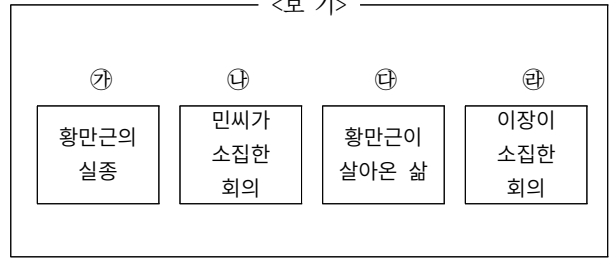 <보 기>
㉮ ㉯ ㉰ ㉱
황만근의
실종
민씨가
소집한
회의
황만근이
살아온 삶
이장이
소집한
회의